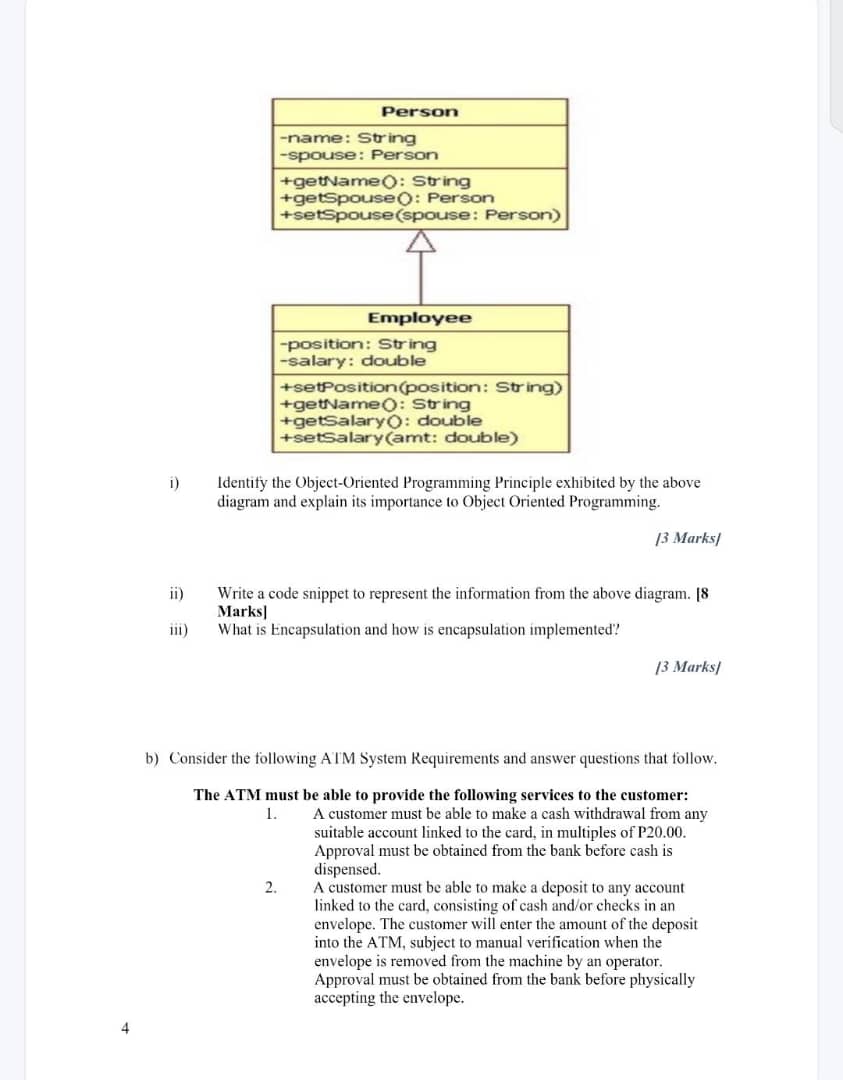 Person
-name: String
-spouse: Person
+getName(): String
+getSpouse(): Person
+setSpouse(spouse: Person)
Employee
-position: String
-salary: double
+setPosition(position: String)
+getName(): String
+getSalary(): double
+setSalary(amt: double)
i) Identify the Object-Oriented Programming Principle exhibited by the above
diagram and explain its importance to Object Oriented Programming.
[3 Marks]
ii) Write a code snippet to represent the information from the above diagram. [8
Marks]
iii) What is Encapsulation and how is encapsulation implemented?
[3 Marks]
b) Consider the following ATM System Requirements and answer questions that follow.
The ATM must be able to provide the following services to the customer:
1. A customer must be able to make a cash withdrawal from any
suitable account linked to the card, in multiples of P20.00.
Approval must be obtained from the bank before cash is
dispensed.
2. A customer must be able to make a deposit to any account
linked to the card, consisting of cash and/or checks in an
envelope. The customer will enter the amount of the deposit
into the ATM, subject to manual verification when the
envelope is removed from the machine by an operator.
Approval must be obtained from the bank before physically
accepting the envelope.
4